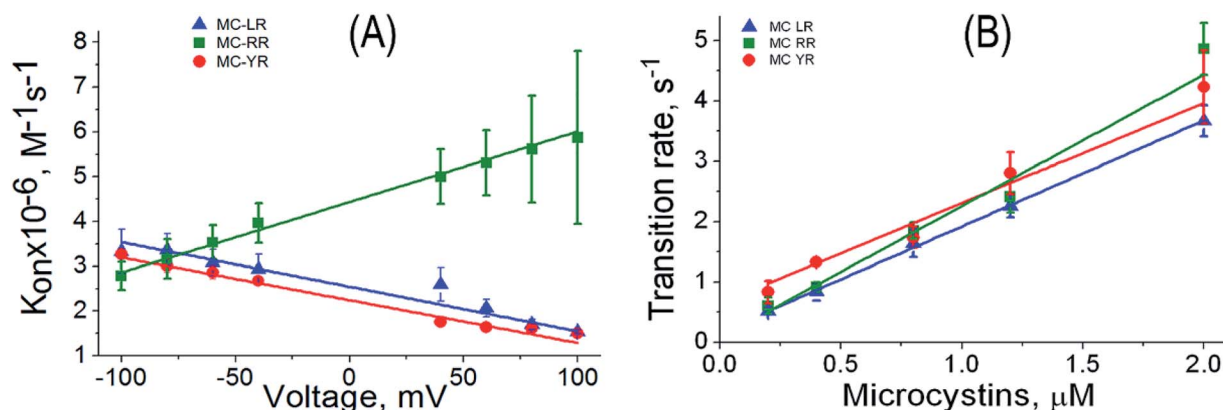 (A)
MC-LR
MC-RR
MC-YR
Konx10-6, M-1s-1
8
7
6
5
4
3
2
1
-100 -50 0 50 100
Voltage, mV
(B)
MC LR
MC RR
MC YR
Transition rate, s-1
5
4
3
2
1
0
0.0 0.5 1.0 1.5 2.0
Microcystins, μM